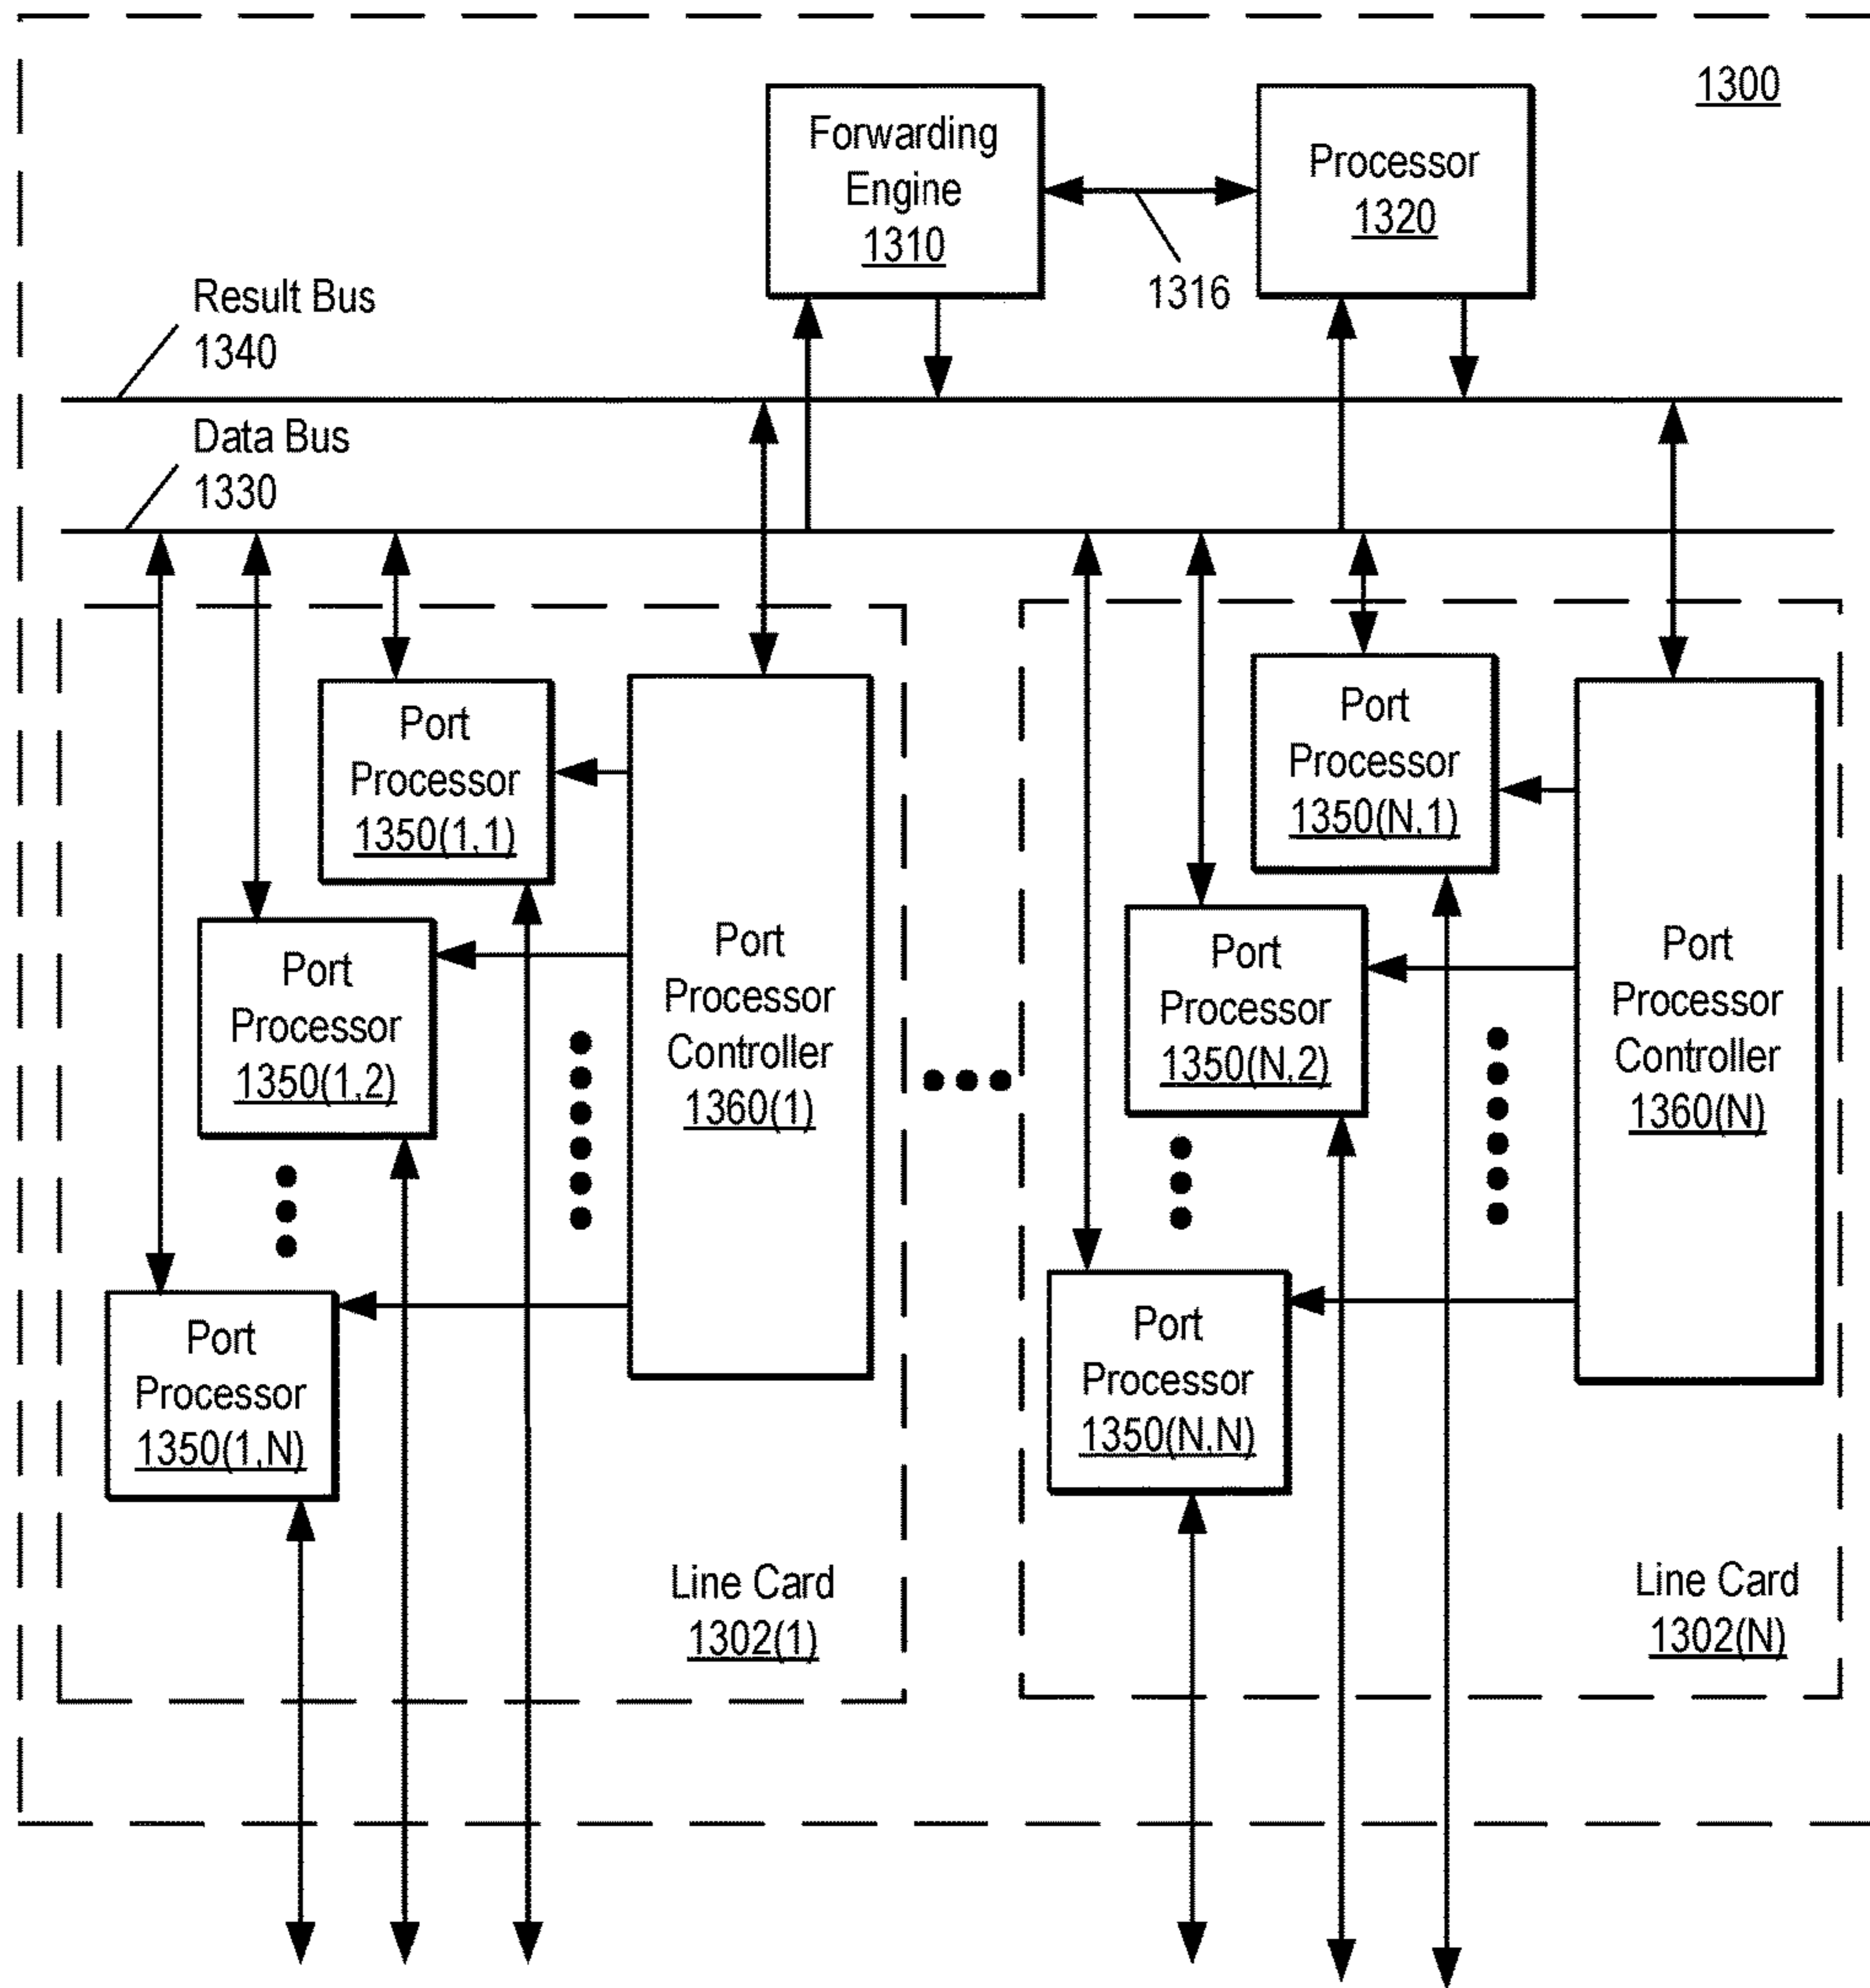 1300
Forwarding
Engine
1310
Processor
1320
1316
Result Bus
1340
Data Bus
1330
Port
Processor
1350(1,1)
Port
Processor
1350(1,2)
Port
Processor
1350(1,N)
Port
Processor
Controller
1360(1)
Line Card
1302(1)
Port
Processor
1350(N,1)
Port
Processor
1350(N,2)
Port
Processor
1350(N,N)
Port
Processor
Controller
1360(N)
Line Card
1302(N)